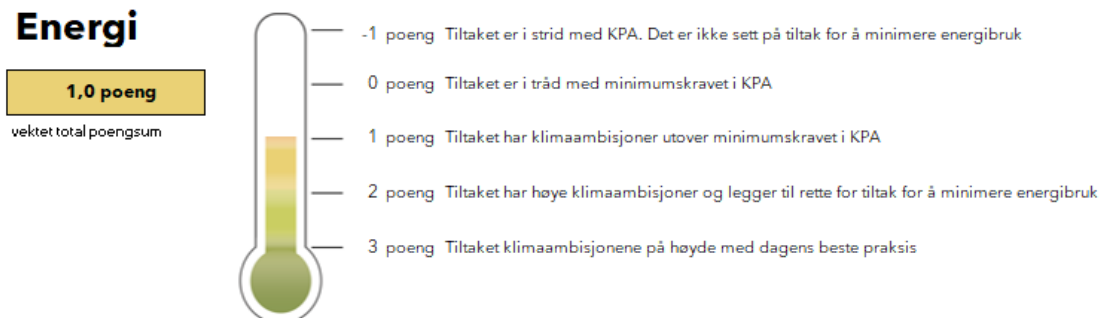 Energi
1,0 poeng
vektet total poengsum
-1 poeng Tiltaket er i strid med KPA. Det er ikke sett på tiltak for å minimere energibruk
0 poeng Tiltaket er i tråd med minimumskravet i KPA
1 poeng Tiltaket har klimaambisjoner utover minimumskravet i KPA
2 poeng Tiltaket har høye klimaambisjoner og legger til rette for tiltak for å minimere energibruk
3 poeng Tiltaket klimaambisjonene på høyde med dagens beste praksis